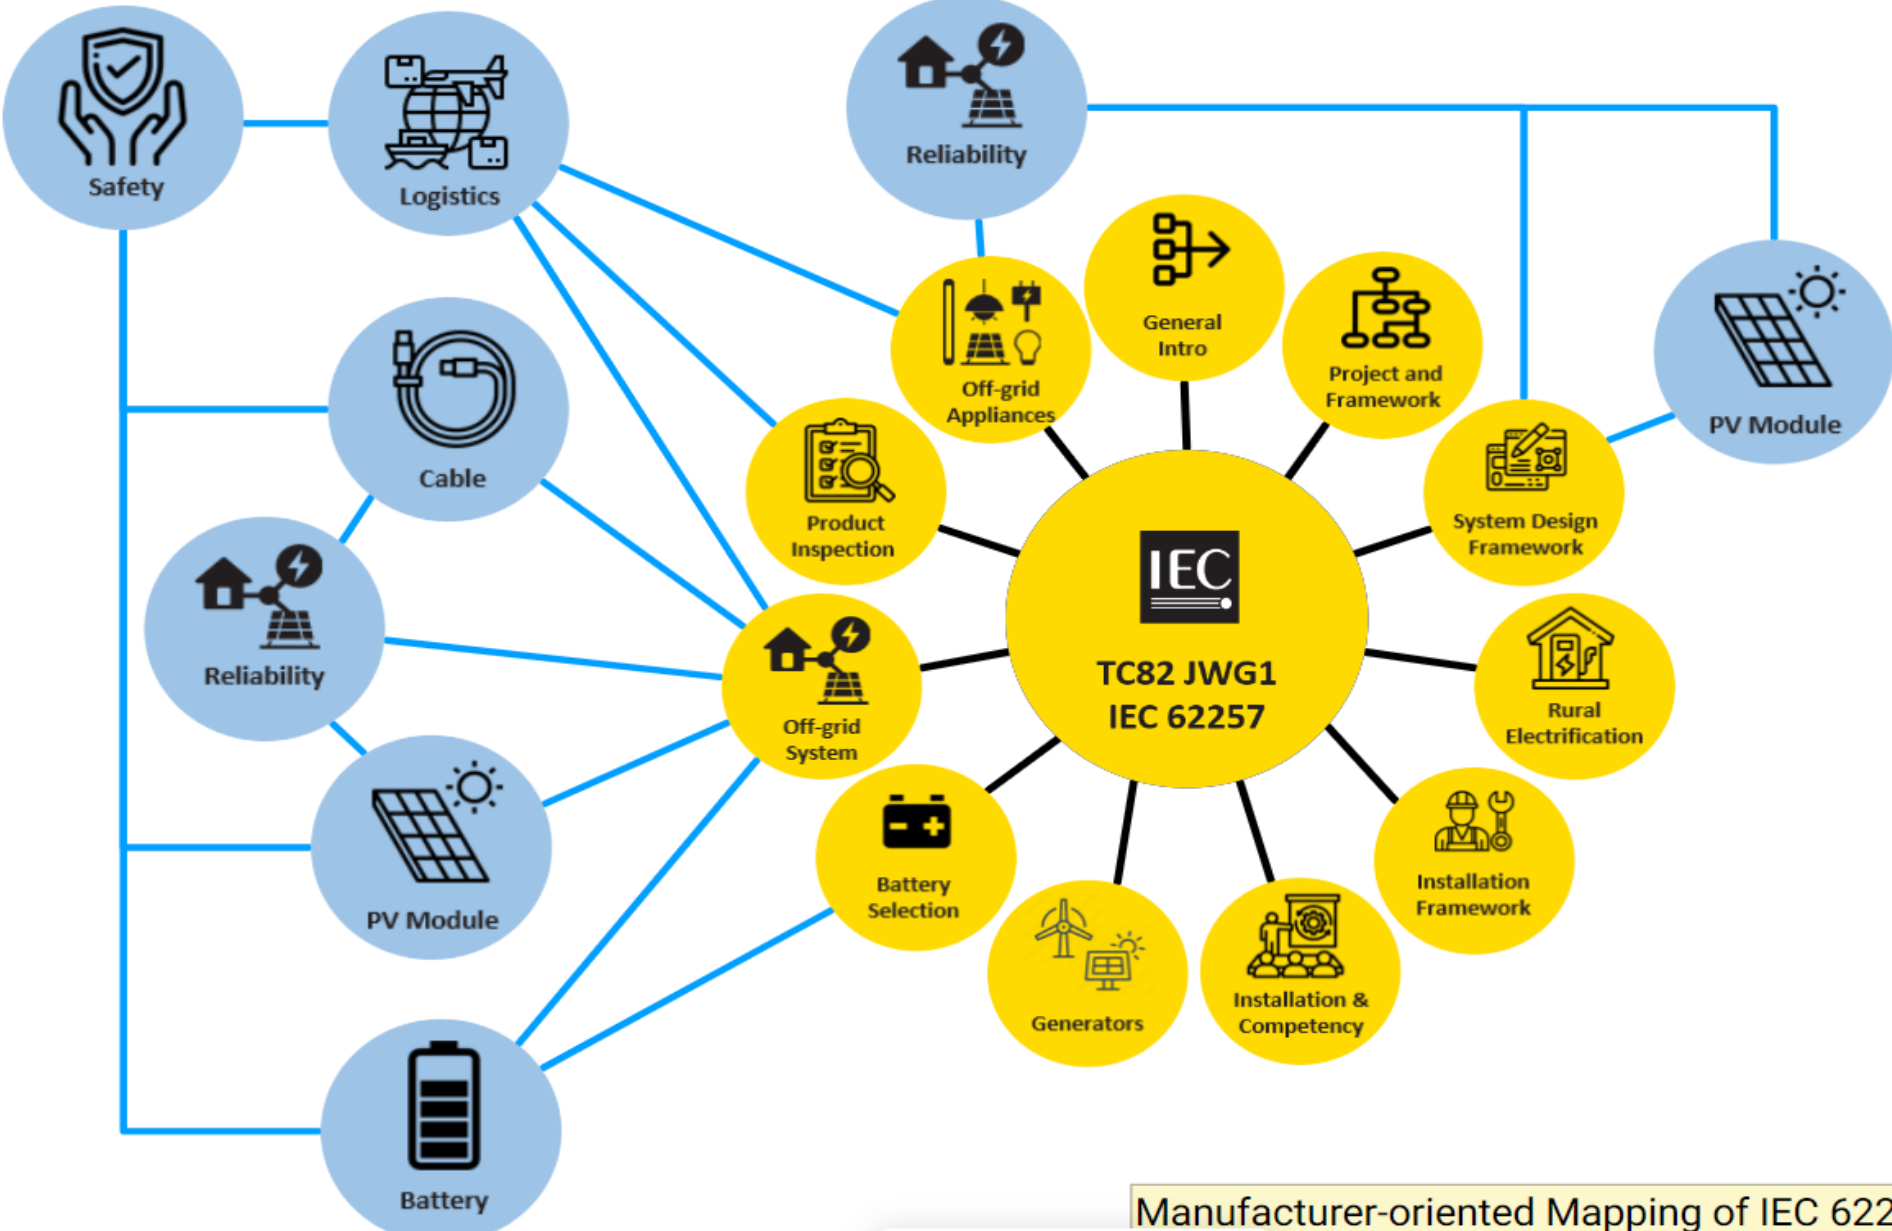 Safety
Logistics
Reliability
General
Intro
Project and
Framework
Off-grid
Appliances
PV Module
Cable
Product
Inspection
System Design
Framework
IEC
TC82 JWG1
IEC 62257
Reliability
Off-grid
System
Rural
Electrification
Battery
Selection
Installation
Framework
PV Module
Generators
Installation &
Competency
Battery
Manufacturer-oriented Mapping of IEC 622